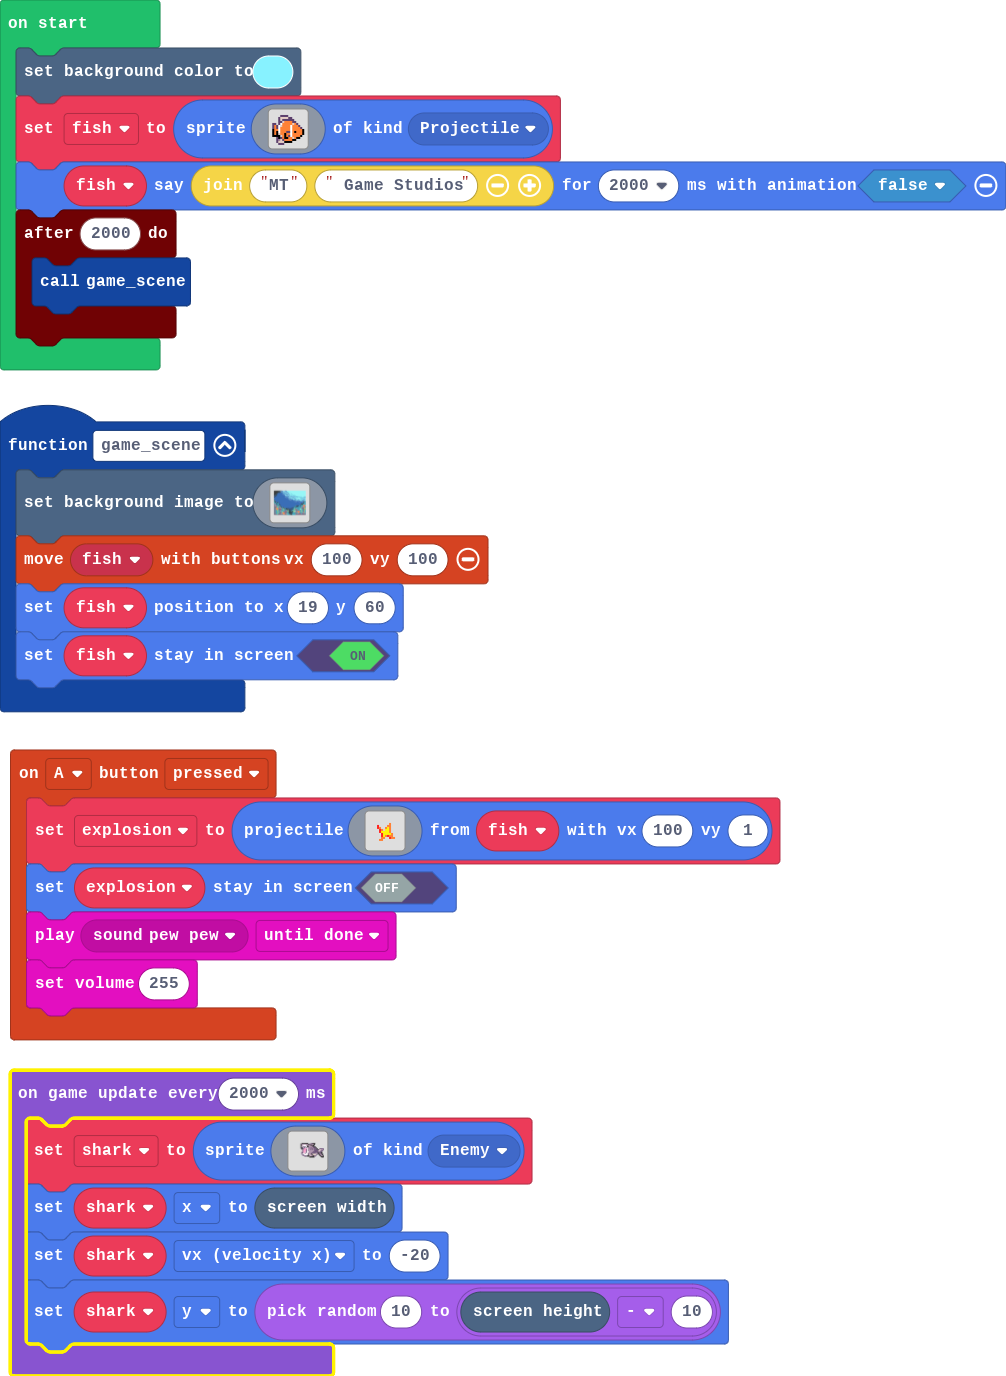 on start
set background color to
set fish to sprite of kind Projectile
fish say join "MT" " Game Studios" for 2000 ms with animation false
after 2000 do
call game_scene
function game_scene
set background image to
move fish with buttons vx 100 vy 100
set fish position to x 19 y 60
set fish stay in screen ON
on A button pressed
set explosion to projectile from fish with vx 100 vy 1
set explosion stay in screen OFF
play sound pew pew until done
set volume 255
on game update every 2000 ms
set shark to sprite of kind Enemy
set shark x to screen width
set shark vx (velocity x) to -20
set shark y to pick random 10 to screen height - 10